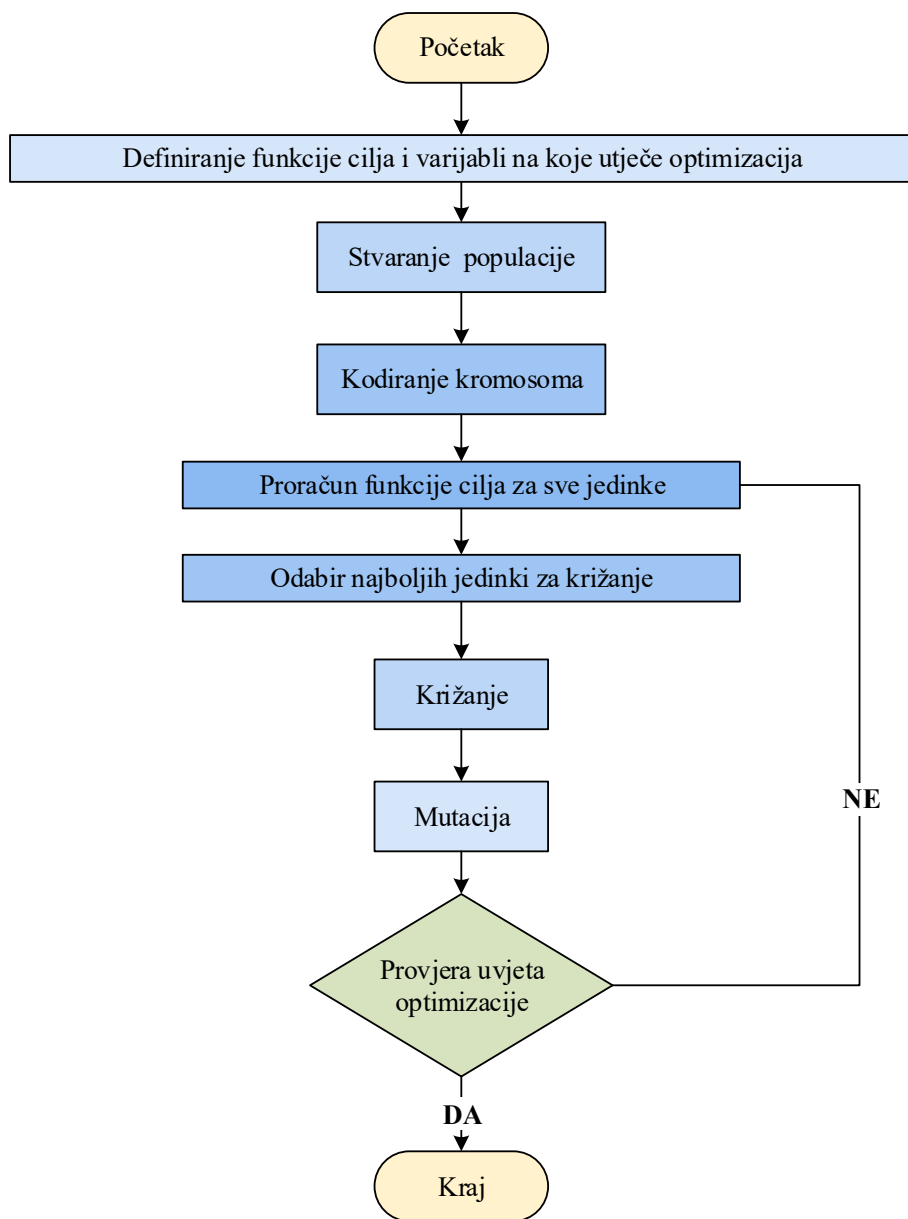 Početak
Definiranje funkcije cilja i varijabli na koje utječe optimizacija
Stvaranje populacije
Kodiranje kromosoma
Proračun funkcije cilja za sve jedinke
Odabir najboljih jedinki za križanje
Križanje
Mutacija
NE
Provjera uvjeta
optimizacije
DA
Kraj